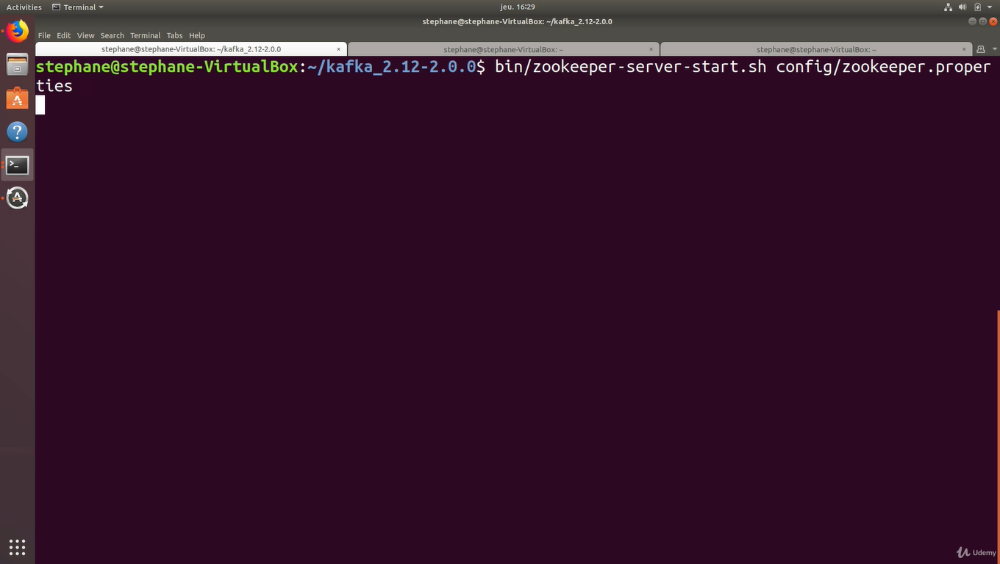 Activities Terminal jeu. 16:29
stephane@stephane-VirtualBox: ~/kafka_2.12-2.0.0
File Edit View Search Terminal Tabs Help
stephane@stephane-VirtualBox: ~/kafka_2.12-2.0.0 × stephane@stephane-VirtualBox: ~ × stephane@stephane-VirtualBox: ~ ×
stephane@stephane-VirtualBox:~/kafka_2.12-2.0.0$ bin/zookeeper-server-start.sh config/zookeeper.proper
ties
Udemy